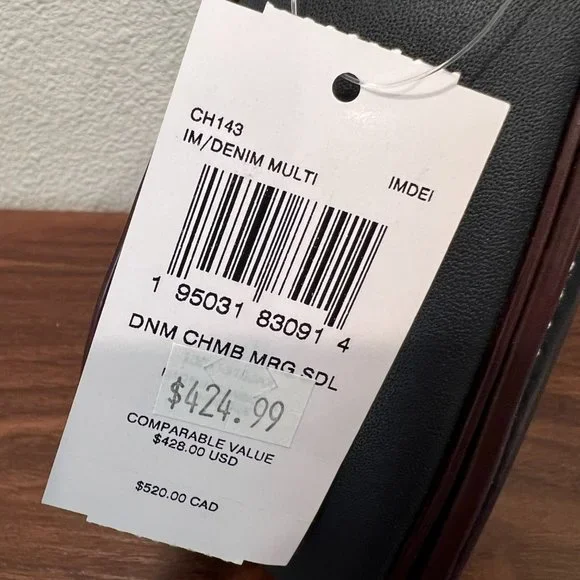 CH143
IM/DENIM MULTI IMDEI
1 95031 83091 4
DNM CHMB MRG SDL
$424.99
COMPARABLE VALUE
$428.00 USD
$520.00 CAD